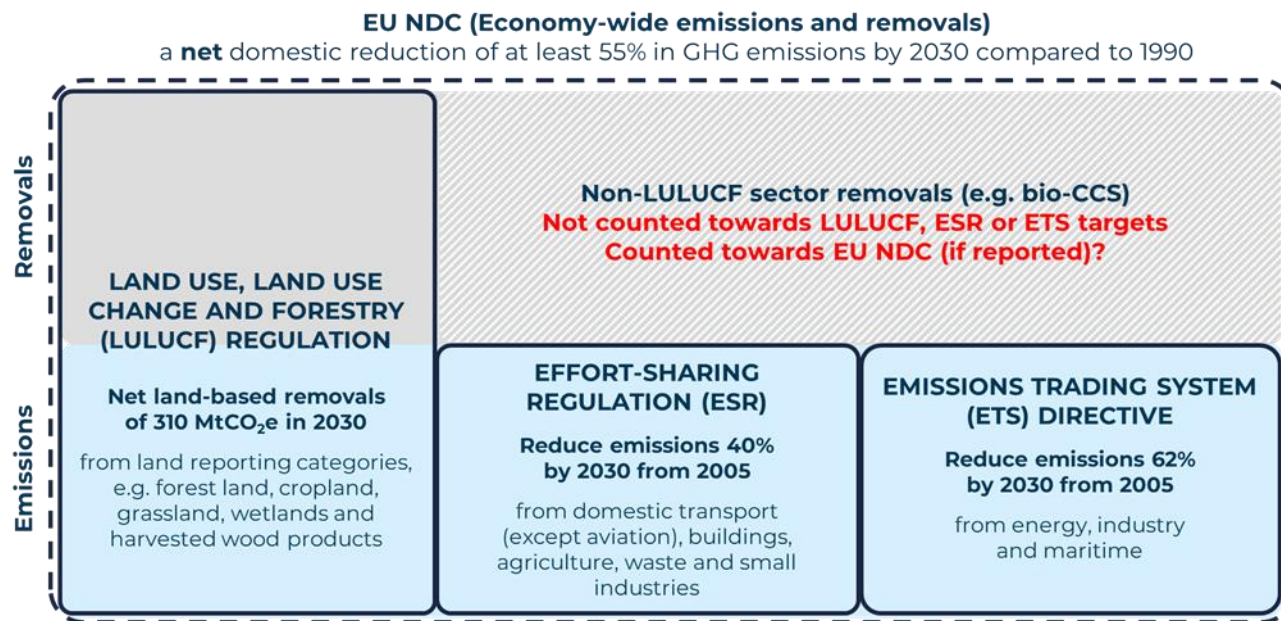 EU NDC (Economy-wide emissions and removals)
a net domestic reduction of at least 55% in GHG emissions by 2030 compared to 1990
Removals
Non-LULUCF sector removals (e.g. bio-CCS)
Not counted towards LULUCF, ESR or ETS targets
Counted towards EU NDC (if reported)?
LAND USE, LAND USE
CHANGE AND FORESTRY
(LULUCF) REGULATION
Emissions
Net land-based removals
of 310 MtCO₂e in 2030
from land reporting categories,
e.g. forest land, cropland,
grassland, wetlands and
harvested wood products
EFFORT-SHARING
REGULATION (ESR)
Reduce emissions 40%
by 2030 from 2005
from domestic transport
(except aviation), buildings,
agriculture, waste and small
industries
EMISSIONS TRADING SYSTEM
(ETS) DIRECTIVE
Reduce emissions 62%
by 2030 from 2005
from energy, industry
and maritime